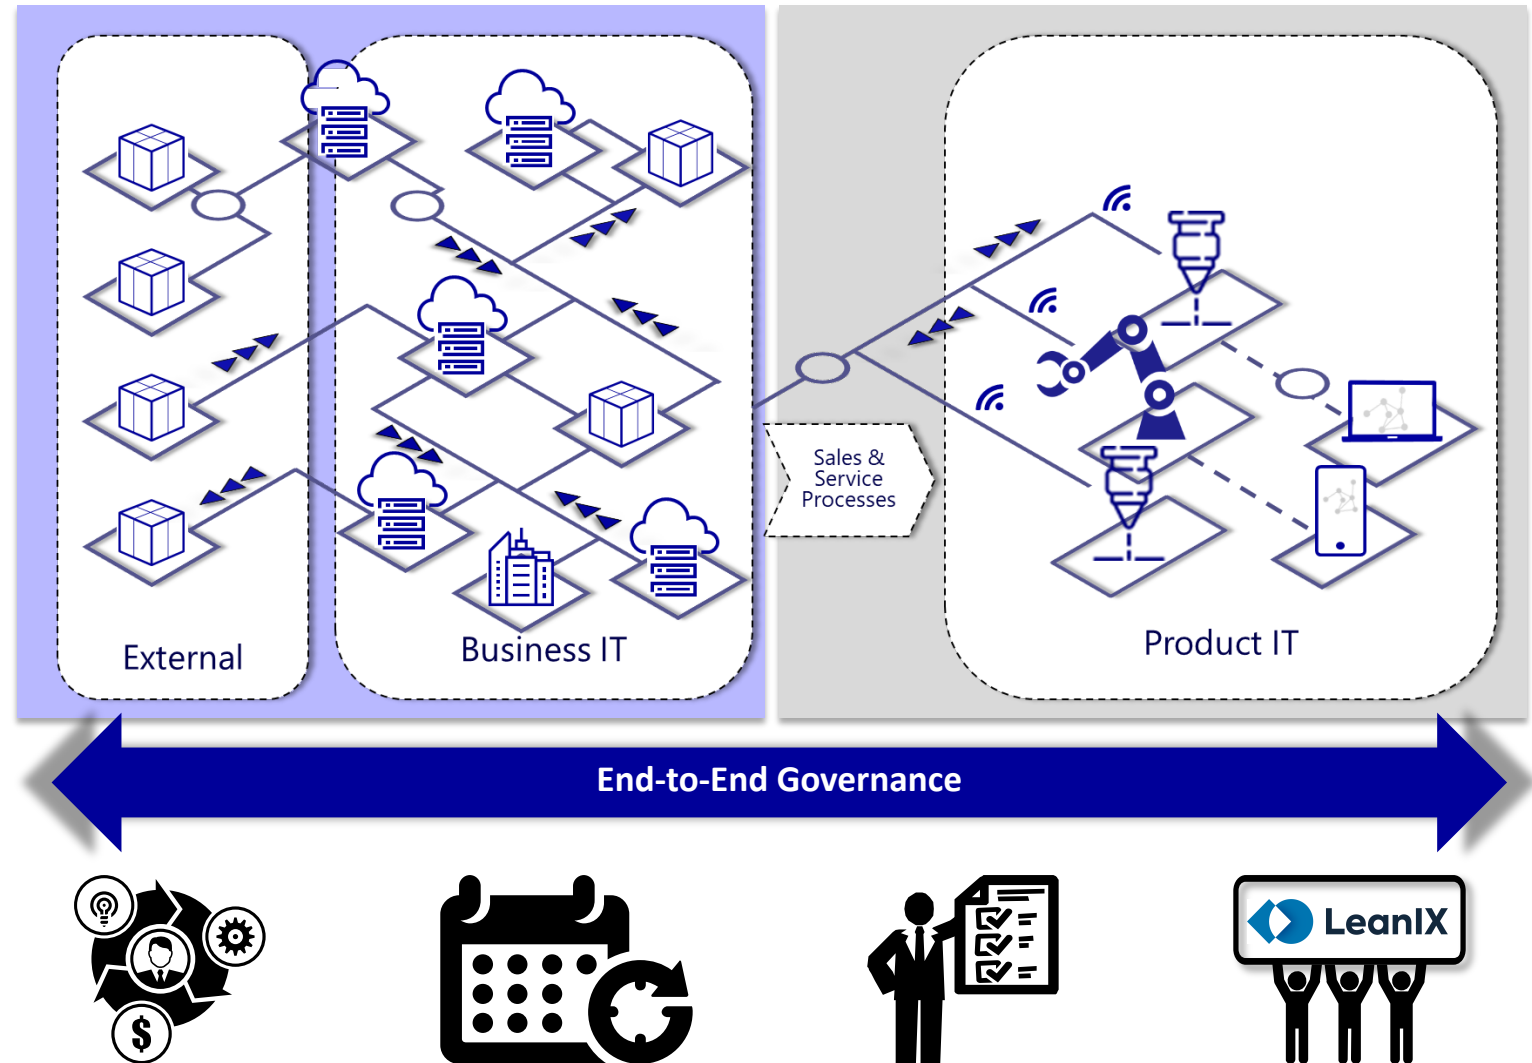 External
Business IT
Sales &
Service
Processes
Product IT
End-to-End Governance
$
LeanIX